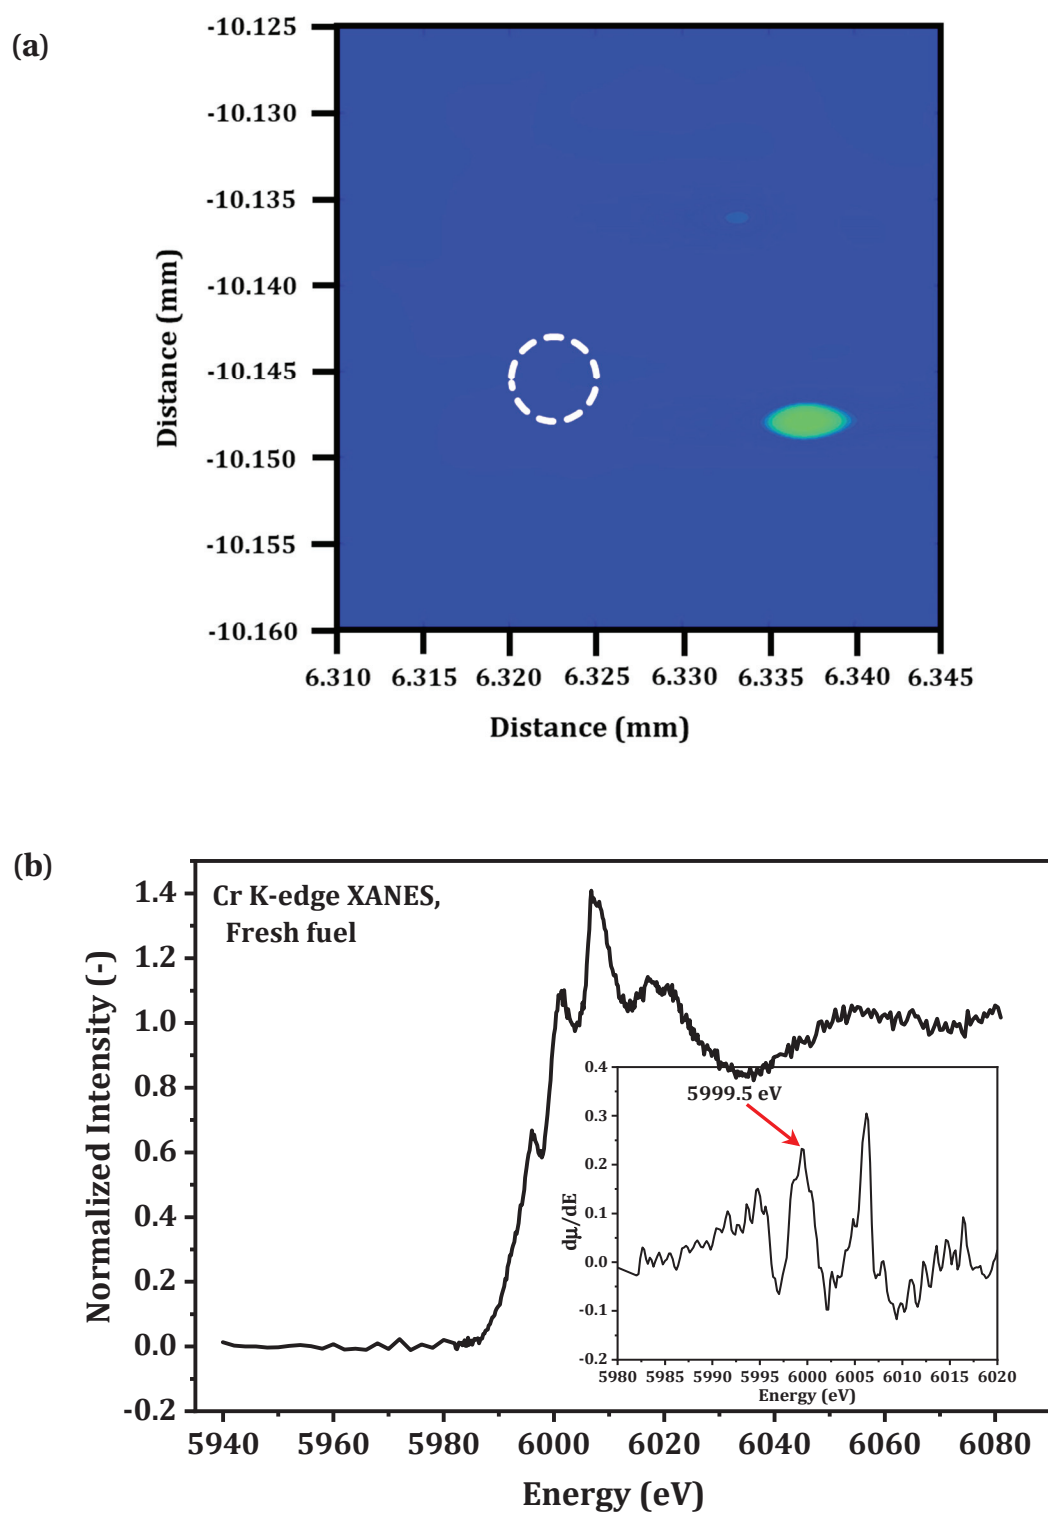 (a)
-10.125
-10.130
-10.135
-10.140
-10.145
-10.150
-10.155
-10.160
Distance (mm)
6.310 6.315 6.320 6.325 6.330 6.335 6.340 6.345
Distance (mm)
(b)
Cr K-edge XANES,
Fresh fuel
1.4
1.2
1.0
0.8
0.6
0.4
0.2
0.0
-0.2
Normalized Intensity (-)
5999.5 eV
0.4
0.3
0.2
0.1
0.0
-0.1
-0.2
dμ/dE
5980 5985 5990 5995 6000 6005 6010 6015 6020
Energy (eV)
5940 5960 5980 6000 6020 6040 6060 6080
Energy (eV)